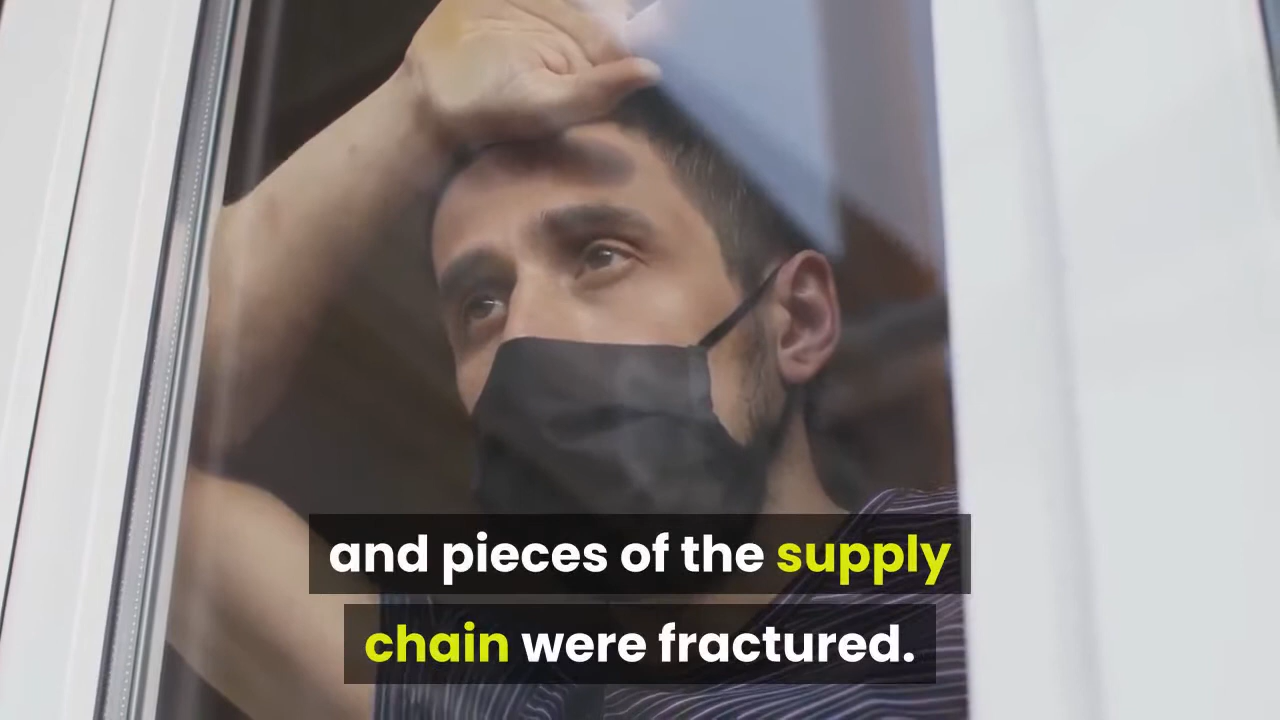 and pieces of the supply
chain were fractured.